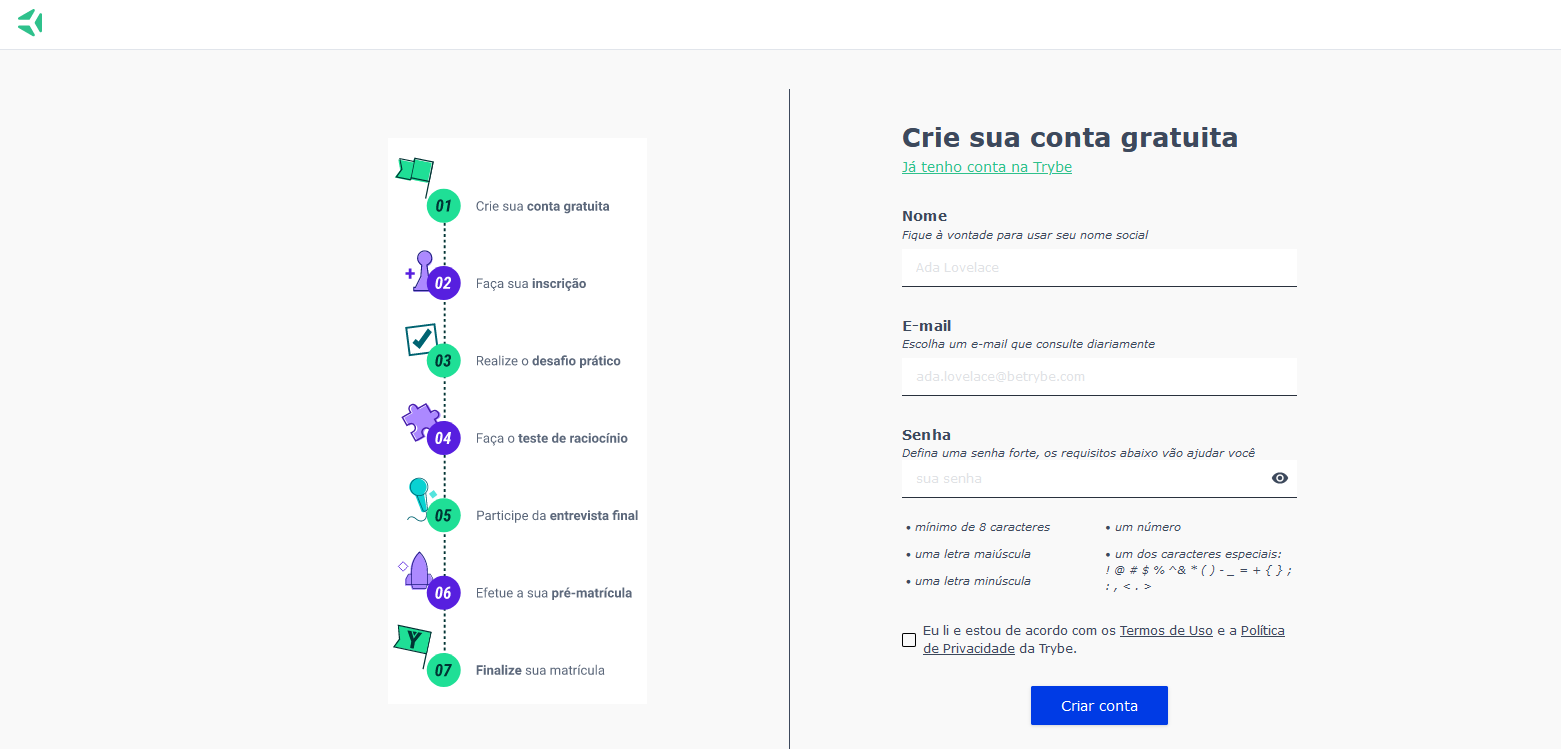 01 Crie sua conta gratuita
02 Faça sua inscrição
03 Realize o desafio prático
04 Faça o teste de raciocínio
05 Participe da entrevista final
06 Efetue a sua pré-matrícula
Y
07 Finalize sua matrícula
Crie sua conta gratuita
Já tenho conta na Trybe
Nome
Fique à vontade para usar seu nome social
Ada Lovelace
E-mail
Escolha um e-mail que consulte diariamente
ada.lovelace@betrybe.com
Senha
Defina uma senha forte, os requisitos abaixo vão ajudar você
sua senha
• mínimo de 8 caracteres
• uma letra maiúscula
• uma letra minúscula
• um número
• um dos caracteres especiais:
! @ # $ % ^ & * ( ) - _ = + { } ;
: , < . >
Eu li e estou de acordo com os Termos de Uso e a Política
de Privacidade da Trybe.
Criar conta